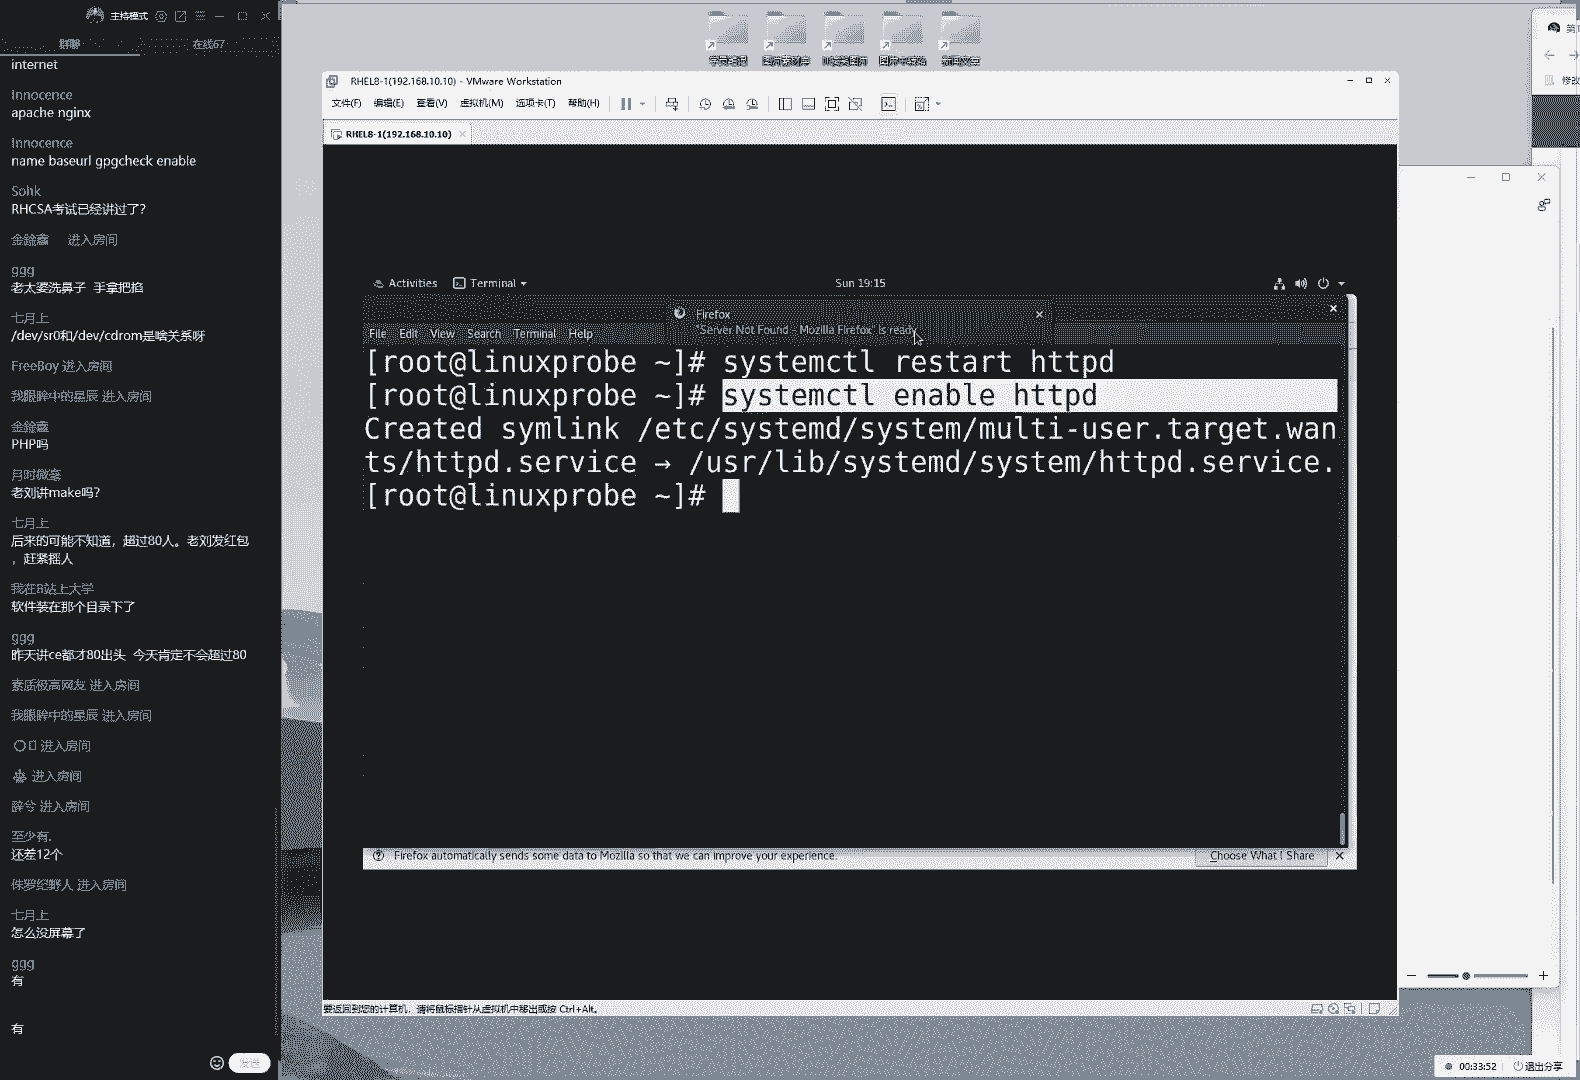 主持模式
群聊
在线67
internet
Innocence
apache nginx
Innocence
name baseurl gpgcheck enable
Sohk
RHCSA考试已经讲过了?
进入房间
ggg
老太婆洗鼻子 手拿把掐
七月上
/dev/sr0和/dev/cdrom是啥关系呀
FreeBoy 进入房间
我眼眸中的星辰 进入房间
PHP吗
老刘讲make吗?
七月上
后来的可能不知道，超过80人。老刘发红包
，赶紧摇人
我在B站上大学
软件装在那个目录下了
ggg
昨天讲ce都才80出头 今天肯定不会超过80
素质极高网友 进入房间
我眼眸中的星辰 进入房间
进入房间
进入房间
辞兮 进入房间
至少有.
还差12个
进入房间
七月上
怎么没屏幕了
ggg
有
有
发送
RHEL8-1(192.168.10.10) - VMware Workstation
文件(F) 编辑(E) 查看(V) 虚拟机(M) 选项卡(T) 帮助(H)
RHEL8-1(192.168.10.10)
Activities
Terminal
Sun 19:15
Firefox
"Server Not Found - Mozilla Firefox" is ready
File Edit View Search Terminal Help
[root@linuxprobe ~]# systemctl restart httpd
[root@linuxprobe ~]# systemctl enable httpd
Created symlink /etc/systemd/system/multi-user.target.wan
ts/httpd.service → /usr/lib/systemd/system/httpd.service.
[root@linuxprobe ~]#
Firefox automatically sends some data to Mozilla so that we can improve your experience.
Choose What I Share
要返回到您的计算机，请将鼠标指针从虚拟机中移出或按 Ctrl+Alt。
修改
00:33:52
退出分享